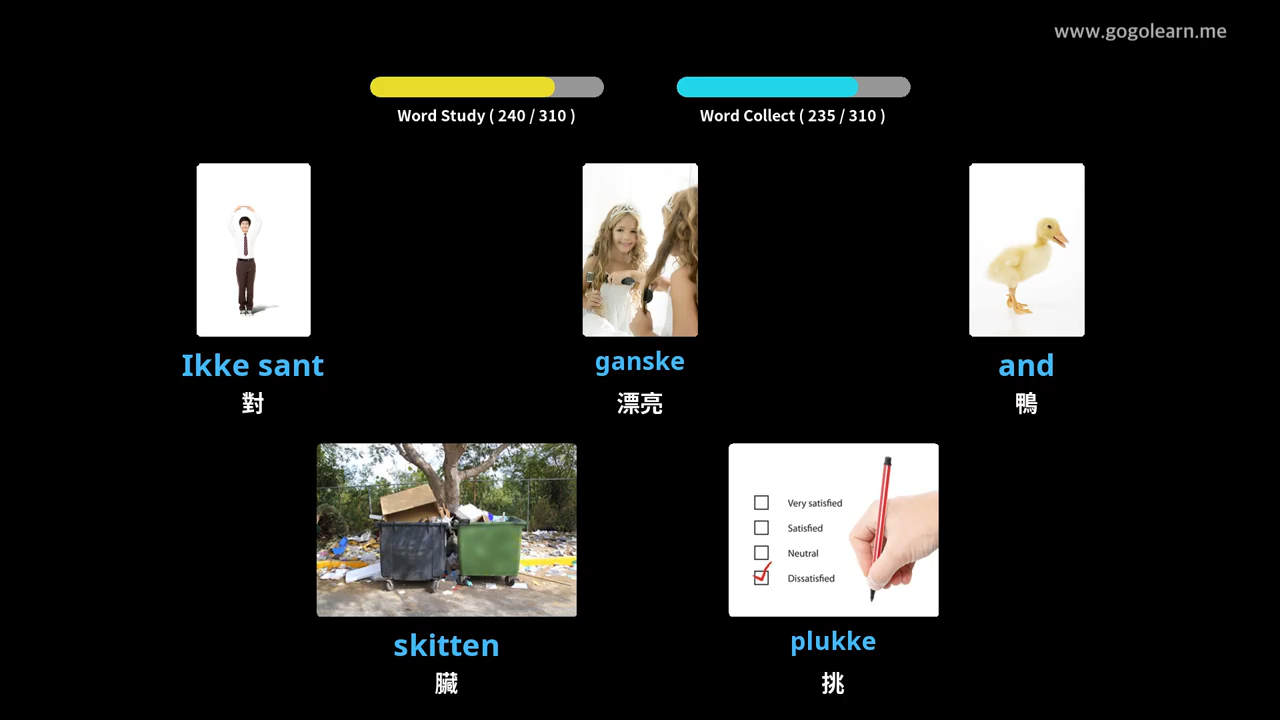 www.gogolearn.me
Word Study ( 240 / 310 )
Word Collect ( 235 / 310 )
Ikke sant
對
ganske
漂亮
and
鴨
Very satisfied
Satisfied
Neutral
Dissatisfied
skitten
臟
plukke
挑